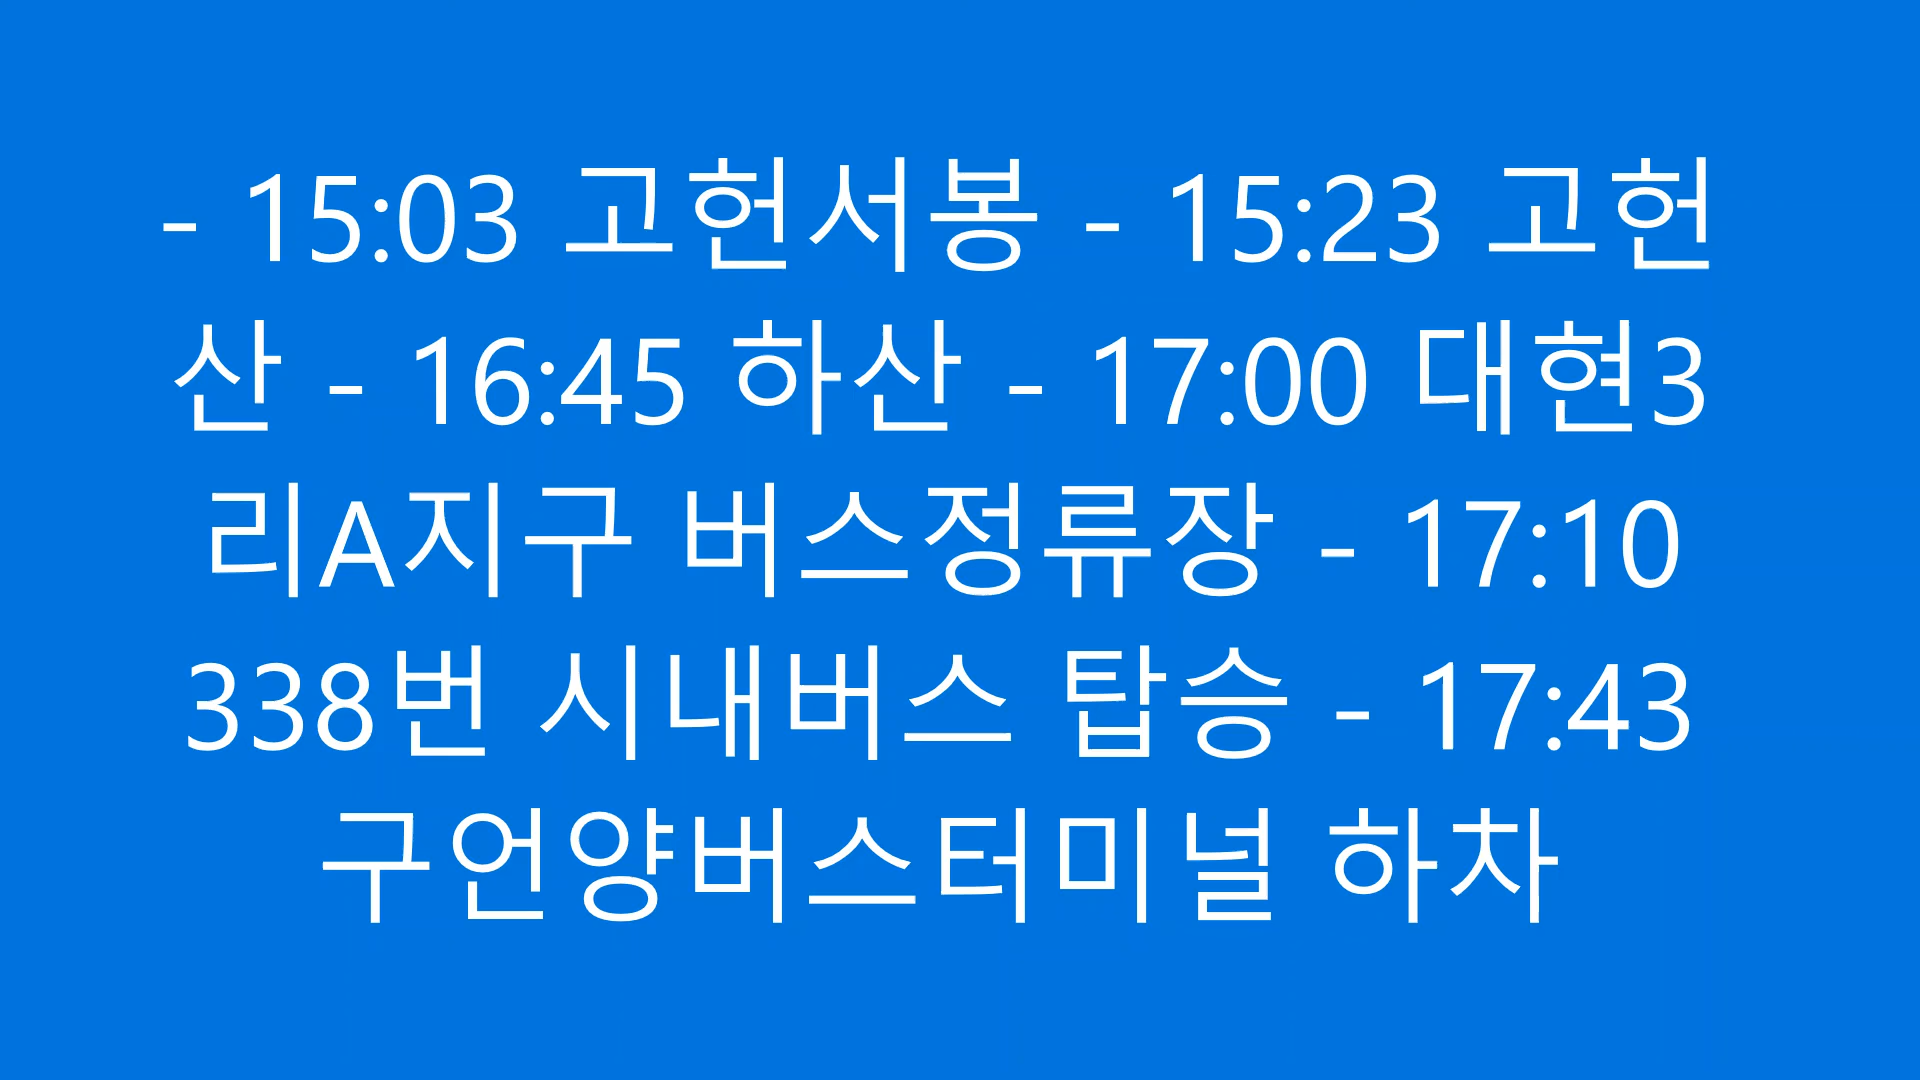 - 15:03 고헌서봉 - 15:23 고헌
산 - 16:45 하산 - 17:00 대현3
리A지구 버스정류장 - 17:10
338번 시내버스 탑승 - 17:43
구언양버스터미널 하차